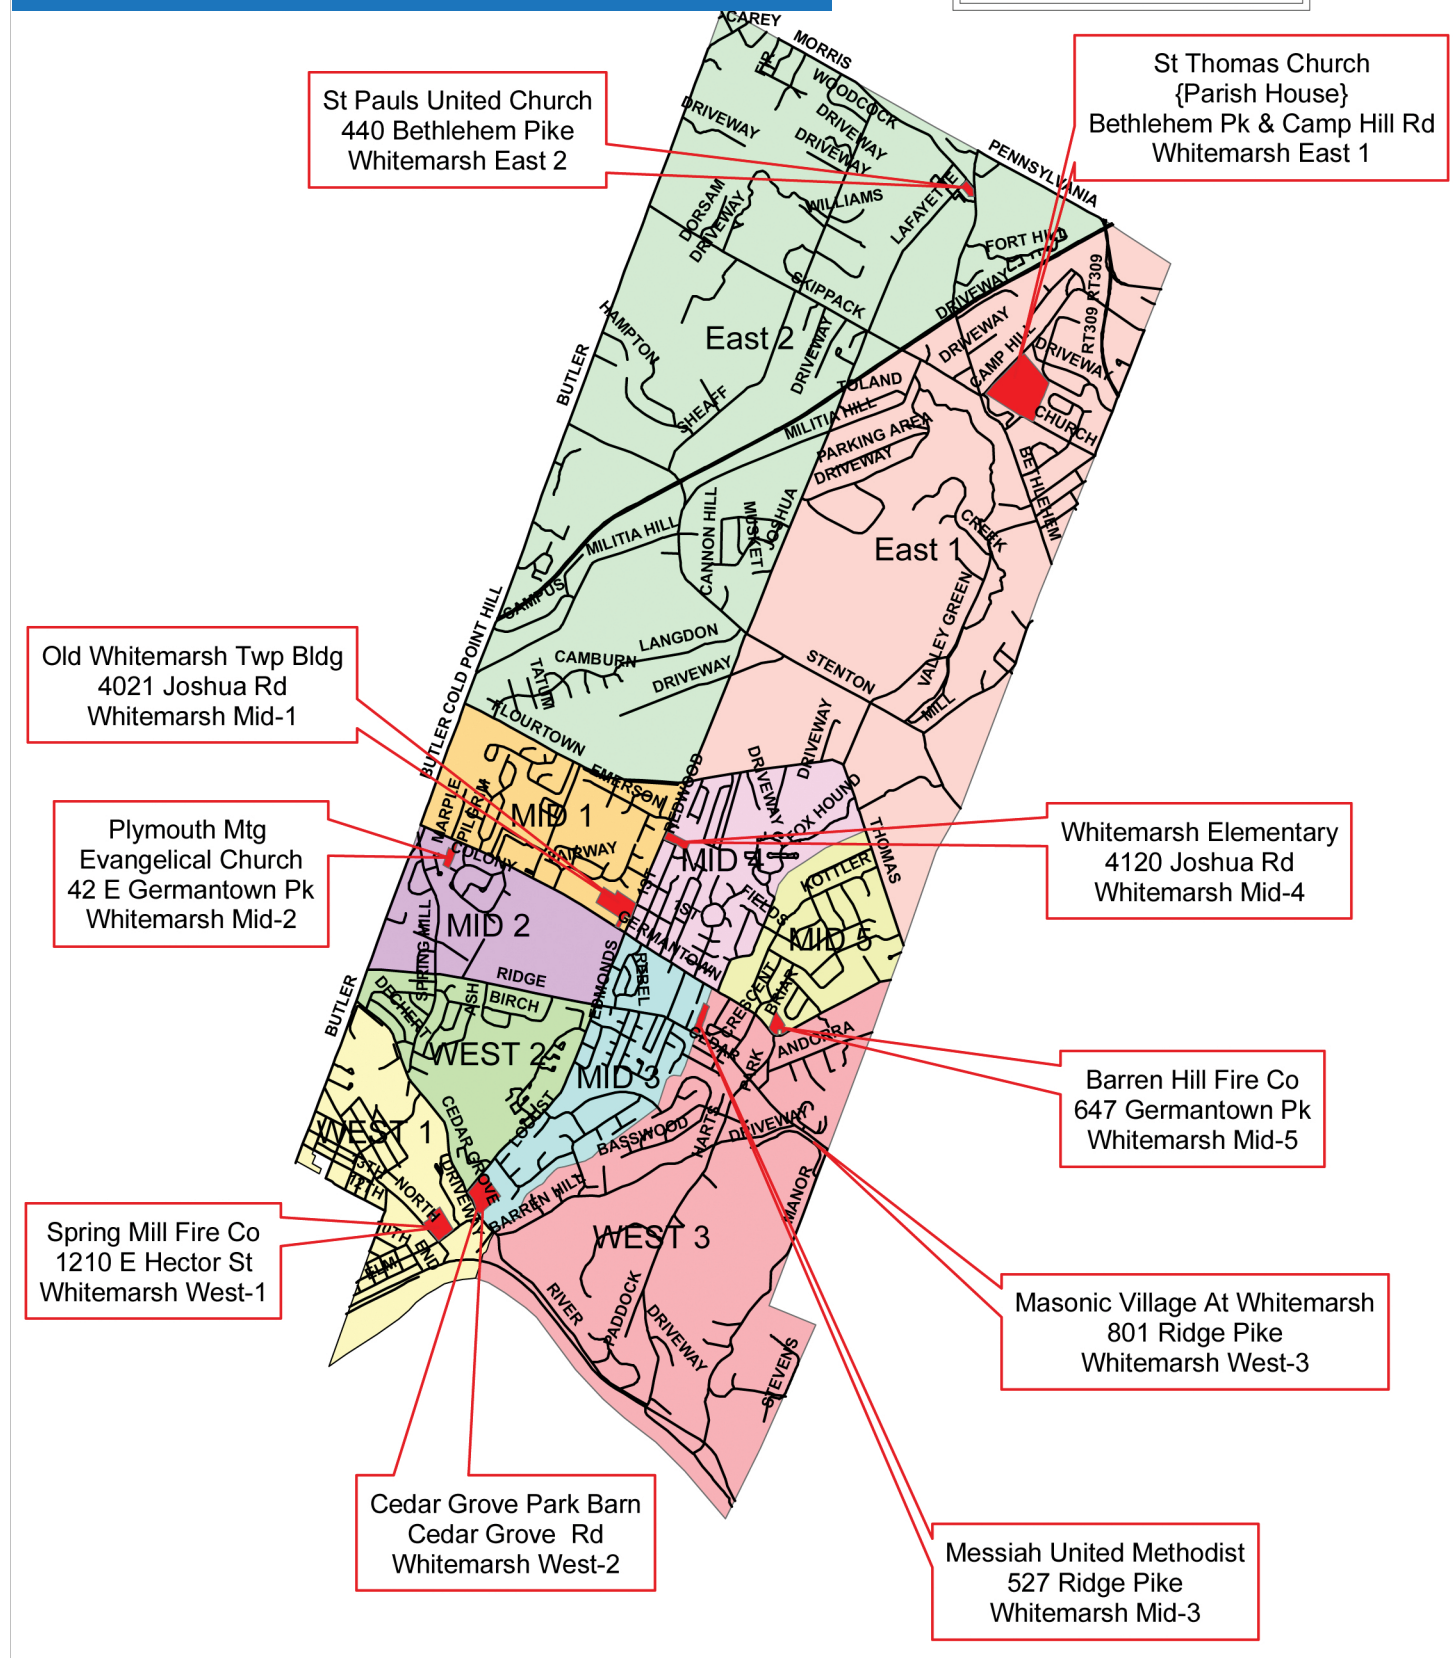 CAREY
MORRIS
FIR
WOODCOCK
DRIVEWAY
DRIVEWAY
DRIVEWAY
PENNSYLVANIA
St Thomas Church
{Parish House}
Bethlehem Pk & Camp Hill Rd
Whitemarsh East 1
St Pauls United Church
440 Bethlehem Pike
Whitemarsh East 2
DORSAM
DRIVEWAY
WILLIAMS
LAFAYETTE
FORT HILL
SKIPPACK
DRIVEWAY
RT309
RT309
HAMPTON
East 2
DRIVEWAY
DRIVEWAY
CAMP HILL
DRIVEWAY
BUTLER
SHEAFF
TOLAND
MILITIA HILL
PARKING AREA
DRIVEWAY
CHURCH
BETHLEHEM
MILITIA HILL
CANNON HILL
MUSKET
JOSHUA
East 1
CREEK
CAMPUS
VALLEY GREEN
BUTLER COLD POINT HILL
LANGDON
CAMBURN
TATUM
DRIVEWAY
STENTON
MILL
Old Whitemarsh Twp Bldg
4021 Joshua Rd
Whitemarsh Mid-1
FLOURTOWN
EMERSON
REDWOOD
DRIVEWAY
DRIVEWAY
FOX HOUND
MARPLE
PILGRIM
MID 1
COLONY
FAIRWAY
1ST
MID 4
THOMAS
KOTTLER
Plymouth Mtg
Evangelical Church
42 E Germantown Pk
Whitemarsh Mid-2
Whitemarsh Elementary
4120 Joshua Rd
Whitemarsh Mid-4
MID 2
SPRING MILL
1ST
FIELDS
GERMANTOWN
MID 5
RIDGE
EDMONDS
REBEL
CRESCENT
BRIAR
BUTLER
DECHERT
ASH
BIRCH
CEDAR
PARK
ANDORRA
WEST 2
MID 3
Barren Hill Fire Co
647 Germantown Pk
Whitemarsh Mid-5
CEDAR GROVE
LOCUST
BASSWOOD
HARTS
DRIVEWAY
WEST 1
13TH
12TH
NORTH
DRIVEWAY
BARREN HILL
MANOR
Spring Mill Fire Co
1210 E Hector St
Whitemarsh West-1
10TH
END
ELM
WEST 3
RIVER
PADDOCK
DRIVEWAY
STEVENS
Masonic Village At Whitemarsh
801 Ridge Pike
Whitemarsh West-3
Cedar Grove Park Barn
Cedar Grove Rd
Whitemarsh West-2
Messiah United Methodist
527 Ridge Pike
Whitemarsh Mid-3